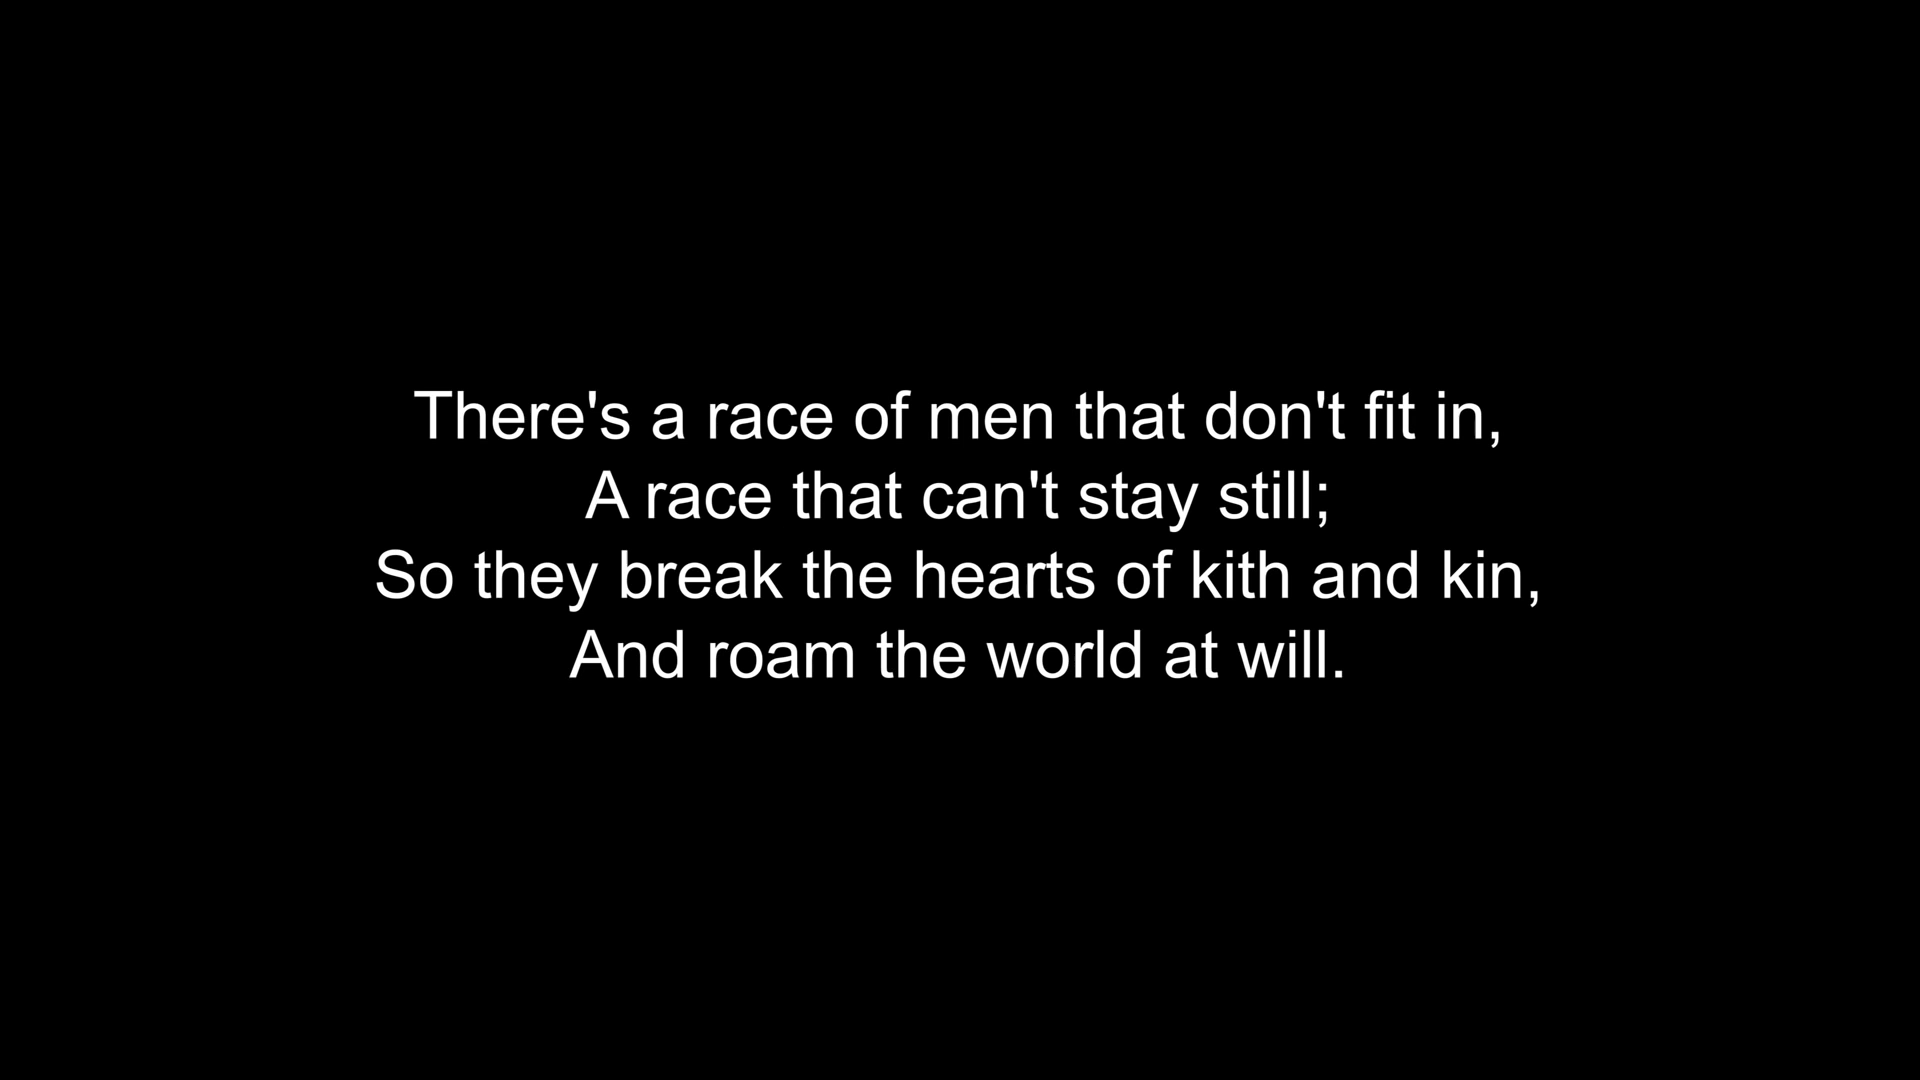 There's a race of men that don't fit in,
A race that can't stay still;
So they break the hearts of kith and kin,
And roam the world at will.